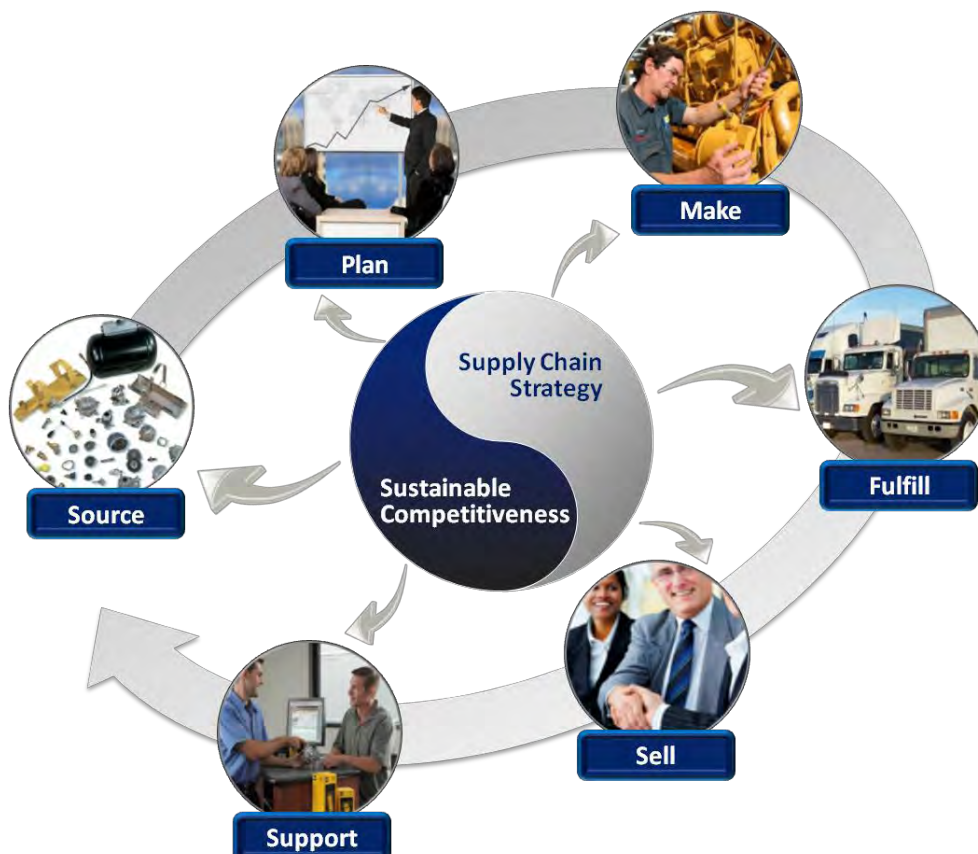 Make
Plan
Supply Chain
Strategy
Fulfill
Sustainable
Competitiveness
Source
Sell
Support